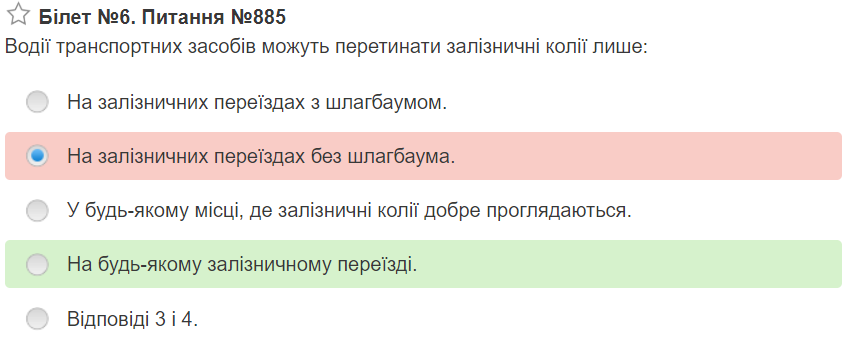 Білет №6. Питання №885
Водії транспортних засобів можуть перетинати залізничні колії лише:
На залізничних переїздах з шлагбаумом.
На залізничних переїздах без шлагбаума.
У будь-якому місці, де залізничні колії добре проглядаються.
На будь-якому залізничному переїзді.
Відповіді 3 і 4.